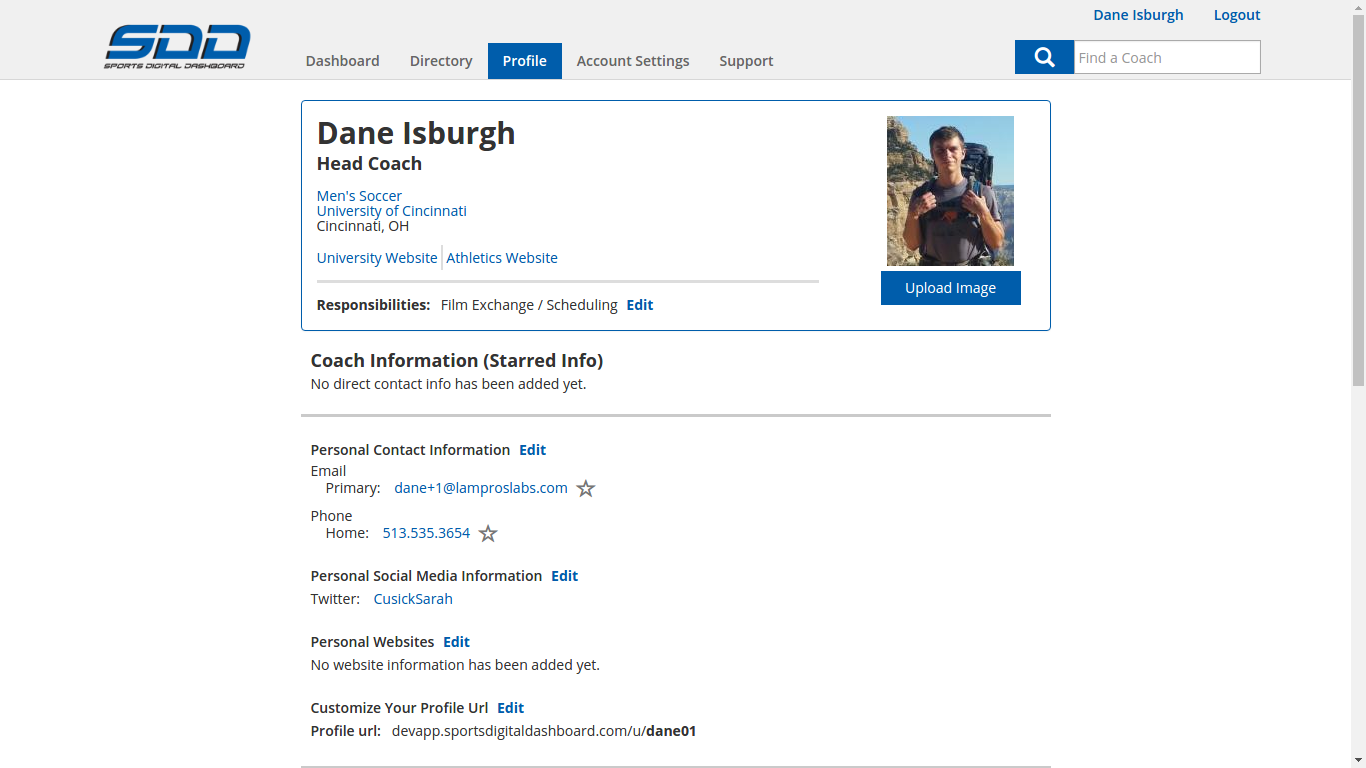 Dane Isburgh Logout
SDD
SPORTS DIGITAL DASHBOARD
Dashboard Directory Profile Account Settings Support
Find a Coach
Dane Isburgh
Head Coach
Men's Soccer
University of Cincinnati
Cincinnati, OH
University Website Athletics Website
Upload Image
Responsibilities: Film Exchange / Scheduling Edit
Coach Information (Starred Info)
No direct contact info has been added yet.
Personal Contact Information Edit
Email
Primary: dane+1@lamproslabs.com
Phone
Home: 513.535.3654
Personal Social Media Information Edit
Twitter: CusickSarah
Personal Websites Edit
No website information has been added yet.
Customize Your Profile Url Edit
Profile url: devapp.sportsdigitaldashboard.com/u/dane01